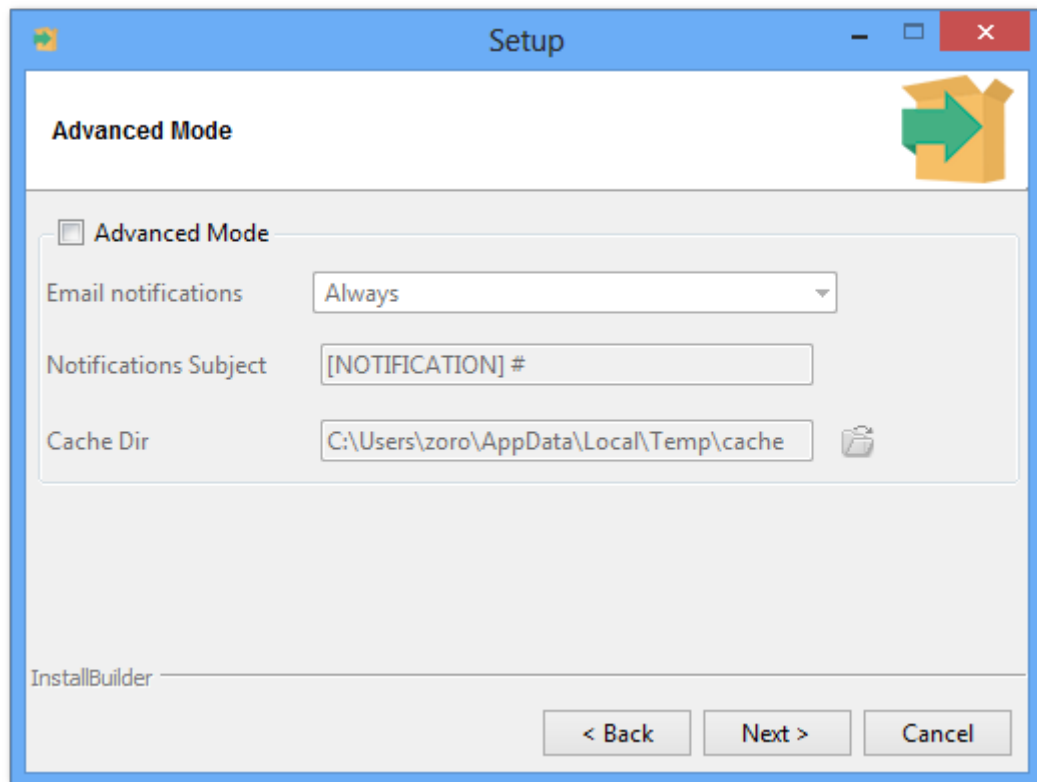 Setup
Advanced Mode
Advanced Mode
Email notifications Always
Notifications Subject [NOTIFICATION] #
Cache Dir C:\Users\zoro\AppData\Local\Temp\cache
InstallBuilder
< Back Next > Cancel